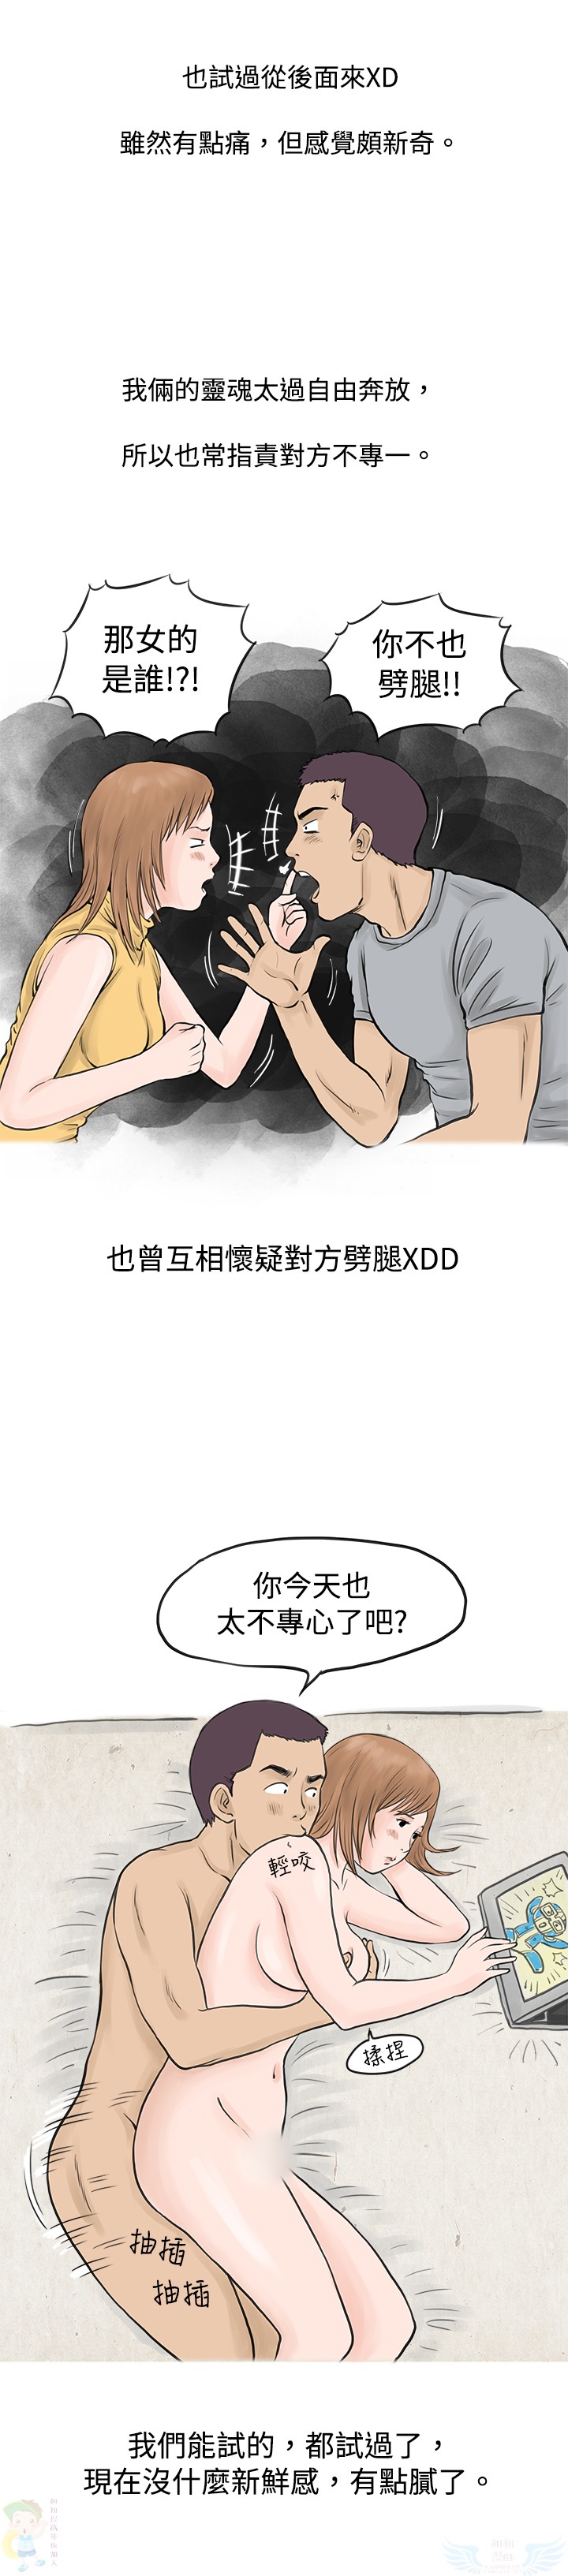 也試過從後面來XD
雖然有點痛，但感覺頗新奇。
我倆的靈魂太過自由奔放，
所以也常指責對方不專一。
那女的
是誰!?!
你不也
劈腿!!
也曾互相懷疑對方劈腿XDD
你今天也
太不專心了吧?
輕咬
揉捏
抽插
抽插
我們能試的，都試過了，
現在沒什麼新鮮感，有點膩了。